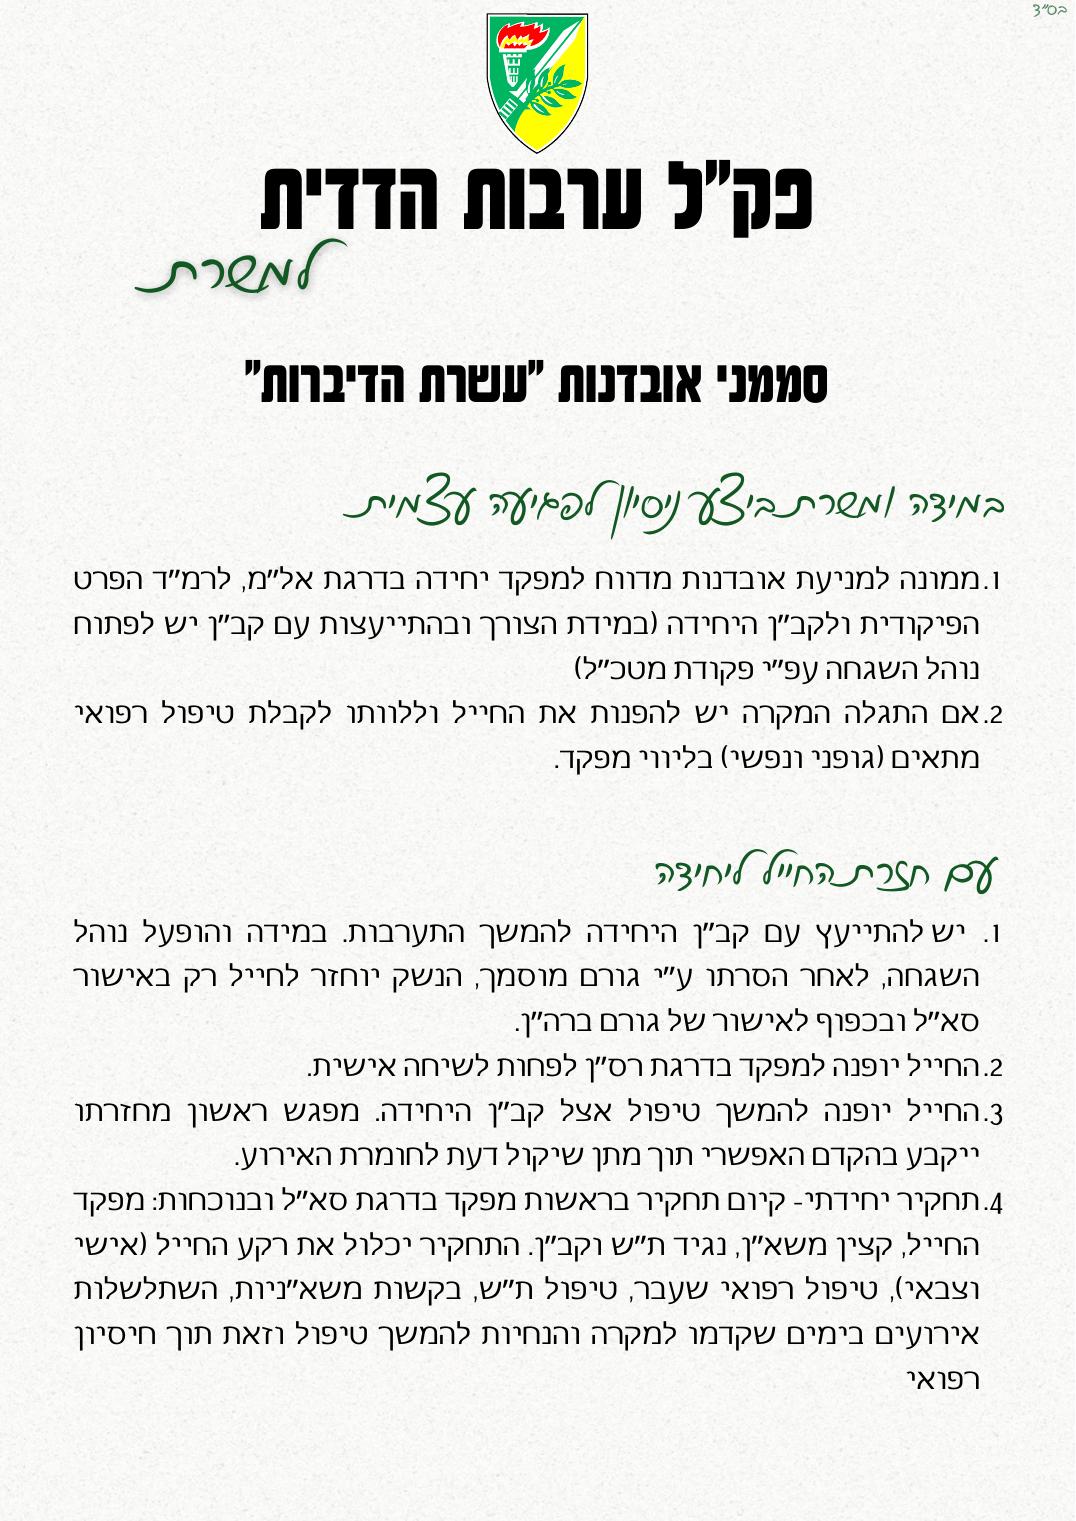 בס״ד
פק״ל ערבות הדדית
למשרת
סממני אובדנות ״עשרת הדיברות״
במידה ומשרת ביצע ניסיון לפגיעה עצמית
1. ממונה למניעת אובדנות מדווח למפקד יחידה בדרגת אל״מ, לרמ״ד הפרט
הפיקודית ולקב״ן היחידה (במידת הצורך ובהתייעצות עם קב״ן יש לפתוח
נוהל השגחה עפ״י פקודת מטכ״ל)
2. אם התגלה המקרה יש להפנות את החייל וללוותו לקבלת טיפול רפואי
מתאים (גופני ונפשי) בליווי מפקד.
עם חזרת החייל ליחידה
1. יש להתייעץ עם קב״ן היחידה להמשך התערבות. במידה והופעל נוהל
השגחה, לאחר הסרתו ע״י גורם מוסמך, הנשק יוחזר לחייל רק באישור
סא״ל ובכפוף לאישור של גורם ברה״ן.
2. החייל יופנה למפקד בדרגת רס״ן לפחות לשיחה אישית.
3. החייל יופנה להמשך טיפול אצל קב״ן היחידה. מפגש ראשון מחזרתו
ייקבע בהקדם האפשרי תוך מתן שיקול דעת לחומרת האירוע.
4. תחקיר יחידתי- קיום תחקיר בראשות מפקד בדרגת סא״ל ובנוכחות: מפקד
החייל, קצין משא״ן, נגיד ת״ש וקב״ן. התחקיר יכלול את רקע החייל (אישי
וצבאי), טיפול רפואי שעבר, טיפול ת״ש, בקשות משא״ניות, השתלשלות
אירועים בימים שקדמו למקרה והנחיות להמשך טיפול וזאת תוך חיסיון
רפואי